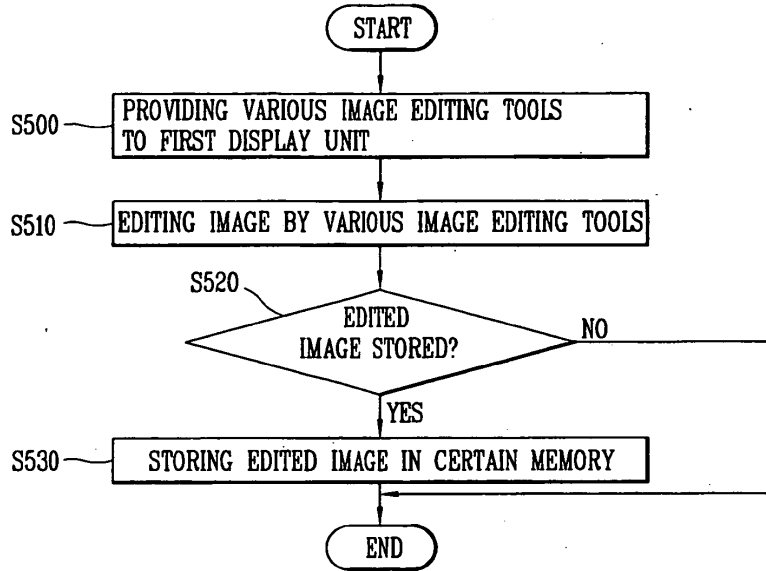 START
S500
PROVIDING VARIOUS IMAGE EDITING TOOLS
TO FIRST DISPLAY UNIT
S510
EDITING IMAGE BY VARIOUS IMAGE EDITING TOOLS
S520
EDITED
IMAGE STORED?
NO
YES
S530
STORING EDITED IMAGE IN CERTAIN MEMORY
END